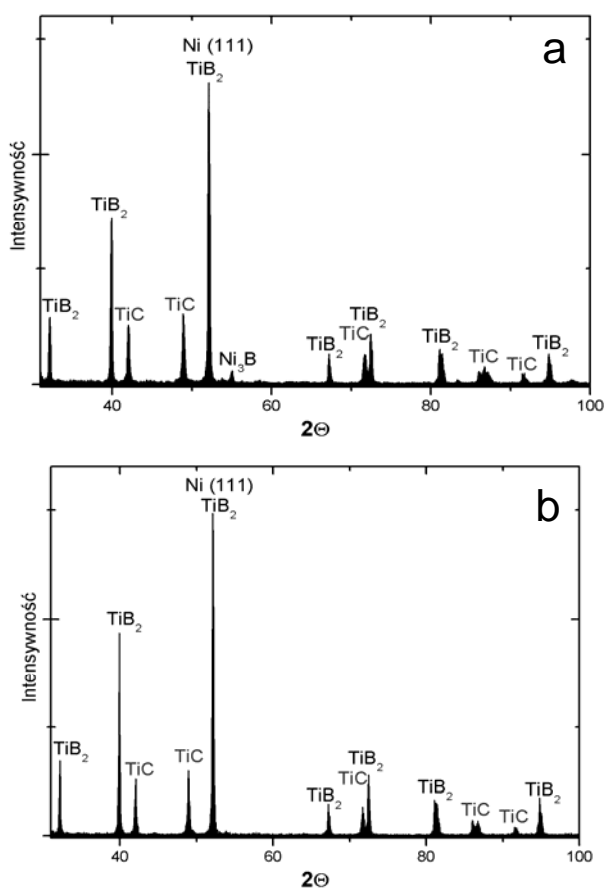 a
Ni (111)
TiB₂
TiB₂
TiB₂
TiC
TiC
Ni₃B
TiB₂
TiC
TiB₂
TiB₂
TiC
TiC
TiB₂
Intensywność
40 60 80 100
2Θ
b
Ni (111)
TiB₂
TiB₂
TiB₂
TiC
TiC
TiB₂
TiC
TiB₂
TiB₂
TiC
TiC
TiB₂
Intensywność
40 60 80 100
2Θ